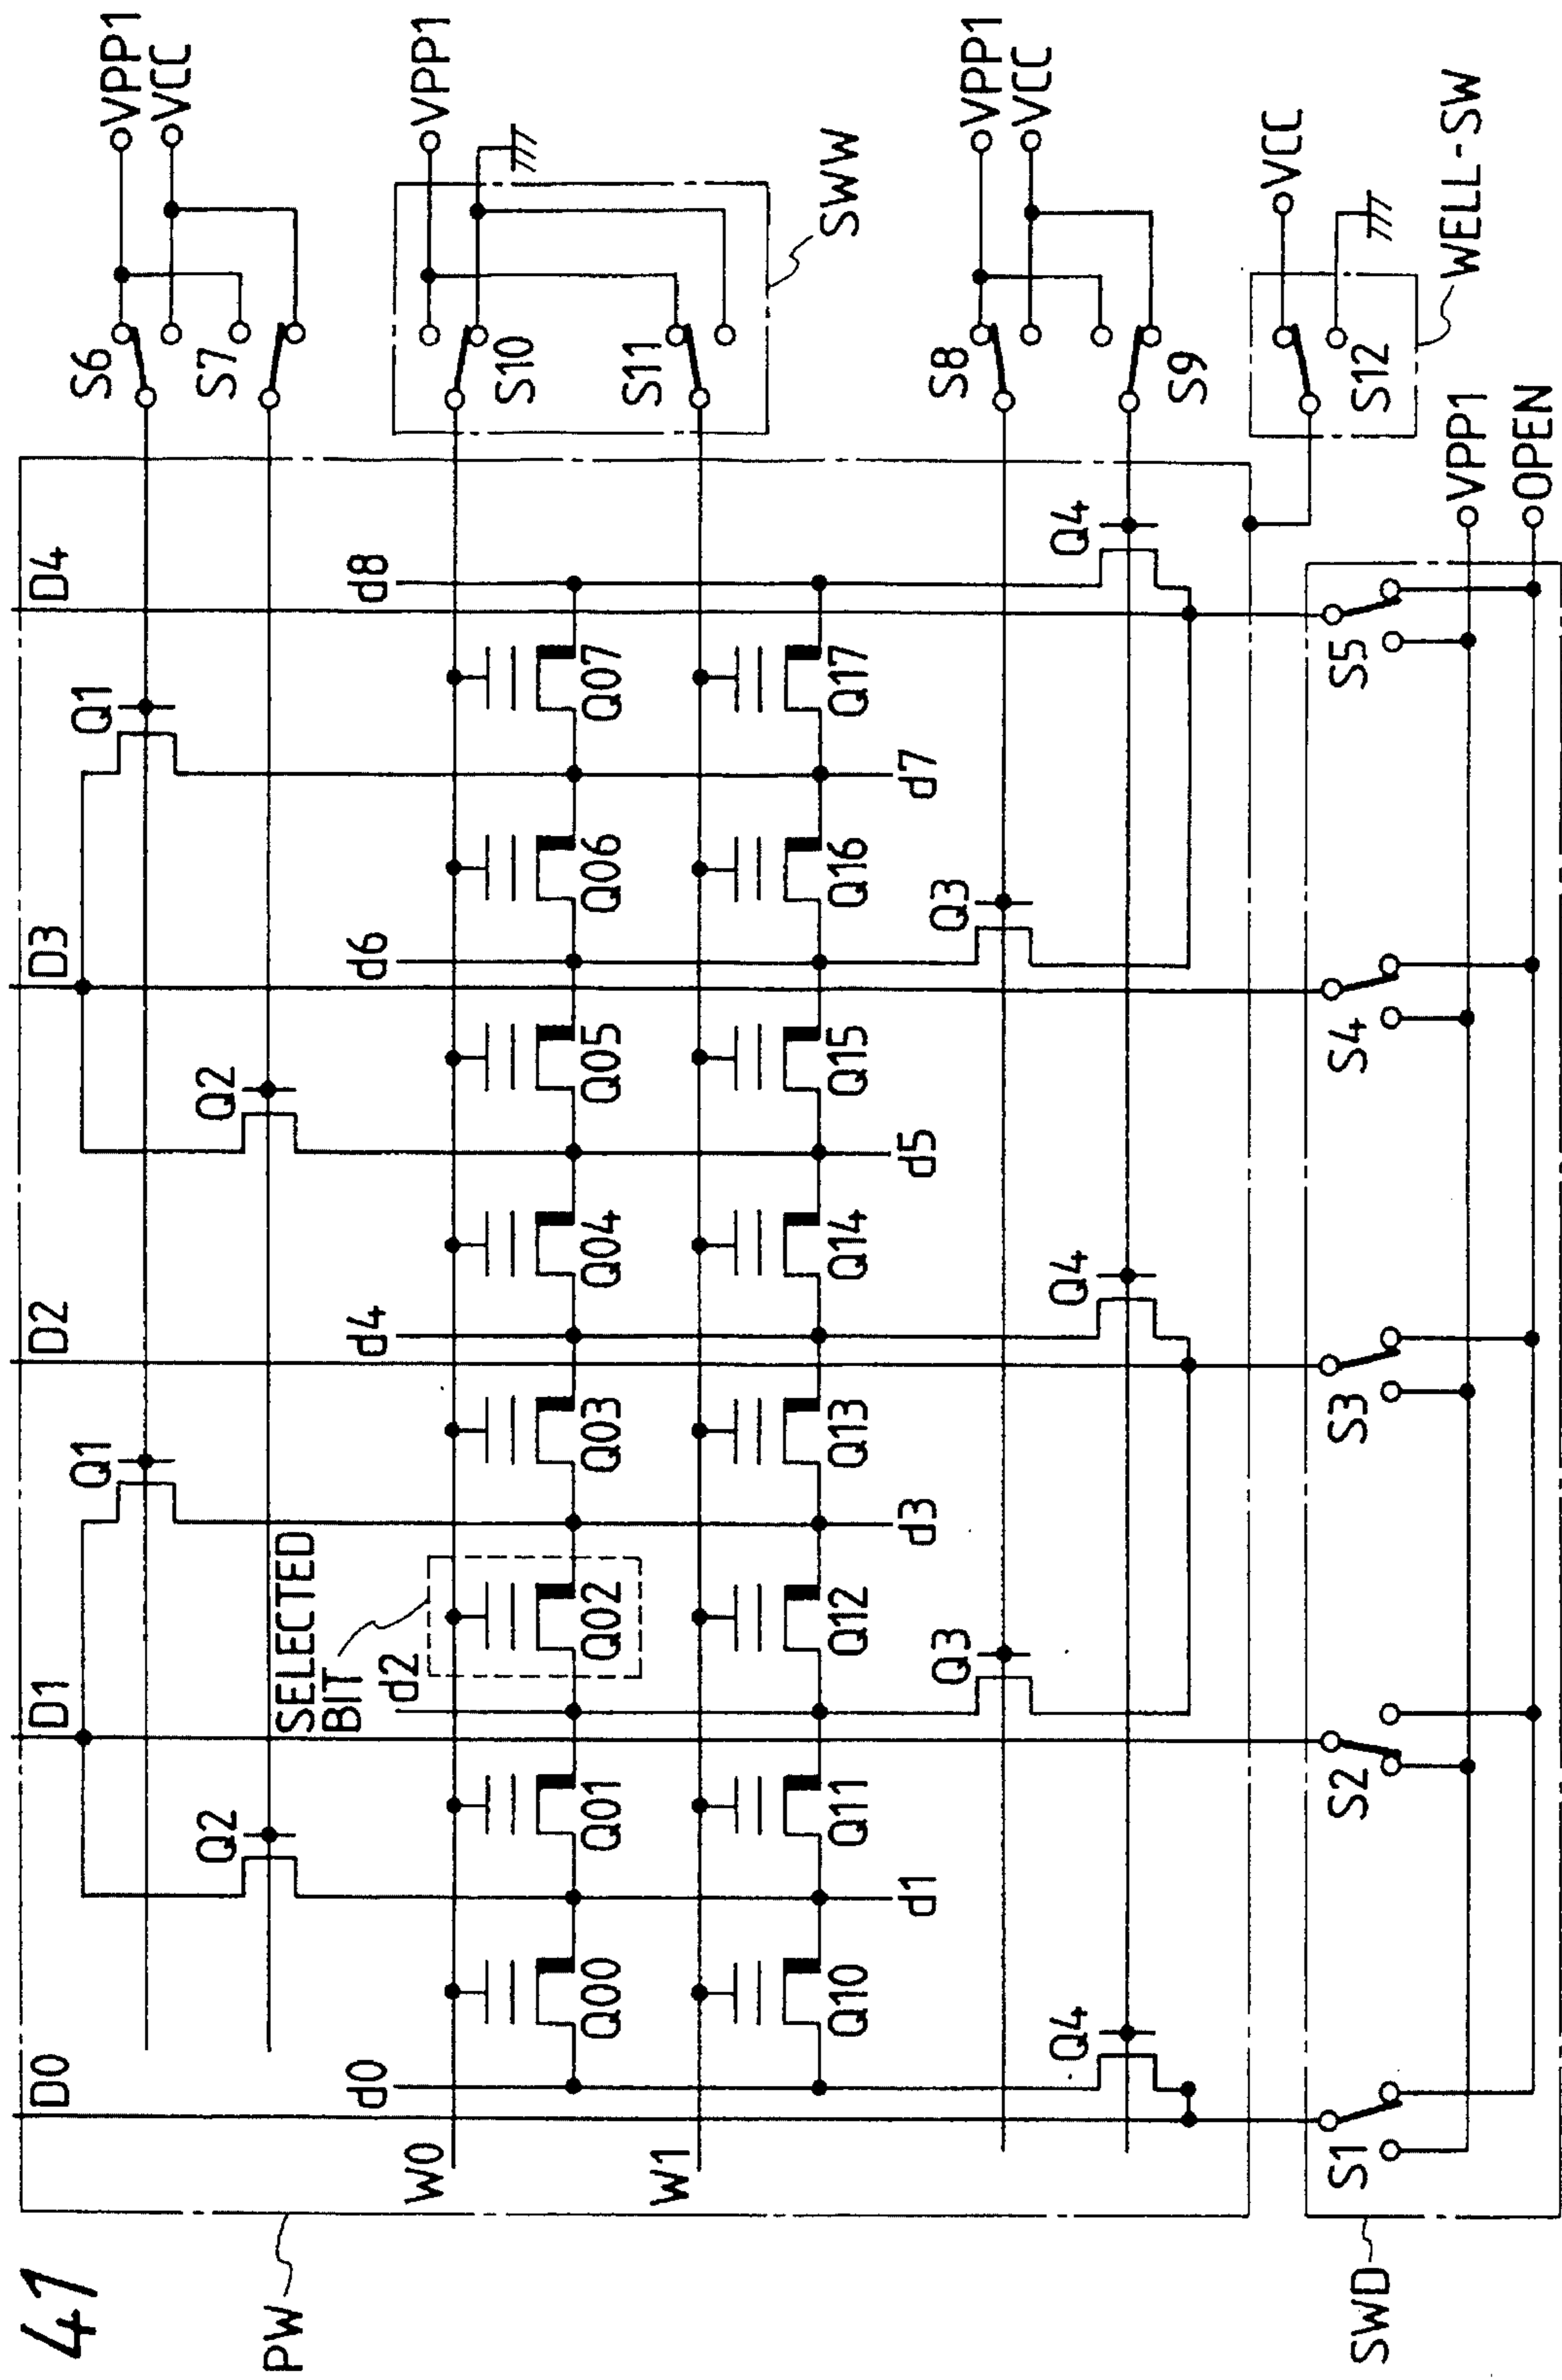 41
PW
D0
D1
D2
D3
D4
VPP1
VCC
S6
S7
Q1
Q1
Q2
Q2
SELECTED
BIT
d0
d2
d4
d6
d8
W0
Q00
Q01
Q02
Q03
Q04
Q05
Q06
Q07
S10
VPP1
W1
Q10
Q11
Q12
Q13
Q14
Q15
Q16
Q17
S11
SWW
d1
d3
d5
d7
Q3
Q3
S8
VPP1
VCC
Q4
Q4
Q4
S9
VCC
S12
WELL-SW
SWD
S1
S2
S3
S4
S5
VPP1
OPEN